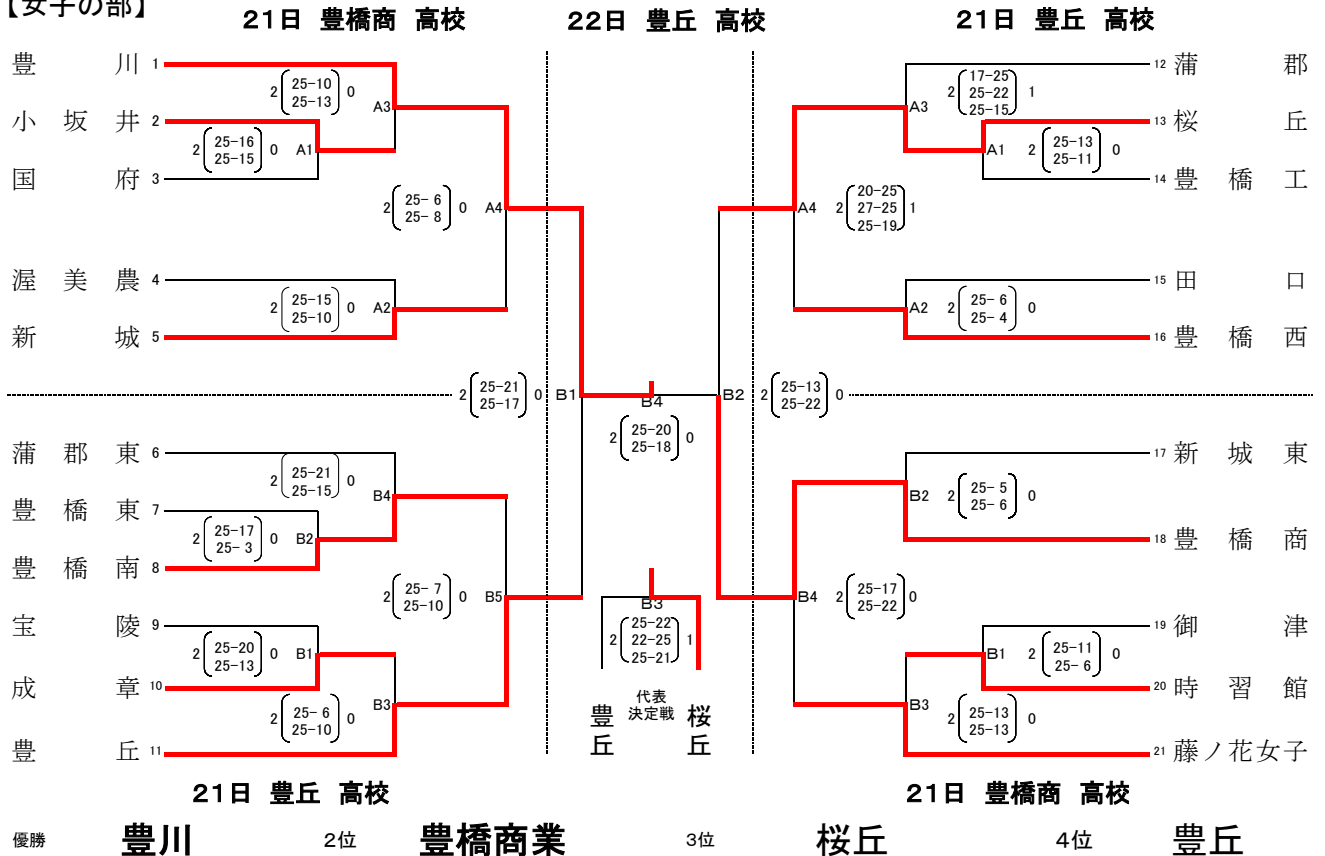 【女子の部】
21日 豊橋商 高校
22日 豊丘 高校
21日 豊丘 高校
豊川 1
小坂井 2
国府 3
渥美農 4
新城 5
蒲郡東 6
豊橋東 7
豊橋南 8
宝陵 9
成章 10
豊丘 11
2 25-10 0
25-13
A3
2 25-16 0 A1
25-15
2 25- 6 0 A4
25- 8
2 25-15 0 A2
25-10
2 25-21 0 B1
25-17
2 25-21 0
25-15
B4
2 25-17 0 B2
25- 3
2 25- 7 0 B5
25-10
2 25-20 0 B1
25-13
2 25- 6 0 B3
25-10
B4
2 25-20 0
25-18
B3
25-22
2 22-25 1
25-21
代表
決定戦
豊丘
桜丘
12 蒲郡
13 桜丘
14 豊橋工
15 田口
16 豊橋西
17 新城東
18 豊橋商
19 御津
20 時習館
21 藤ノ花女子
17-25
A3 2 25-22 1
25-15
A1 2 25-13 0
25-11
20-25
A4 2 27-25 1
25-19
A2 2 25- 6 0
25- 4
B2 2 25-13 0
25-22
B2 2 25- 5 0
25- 6
B4 2 25-17 0
25-22
B1 2 25-11 0
25- 6
B3 2 25-13 0
25-13
21日 豊丘 高校
21日 豊橋商 高校
優勝 豊川 2位 豊橋商業 3位 桜丘 4位 豊丘